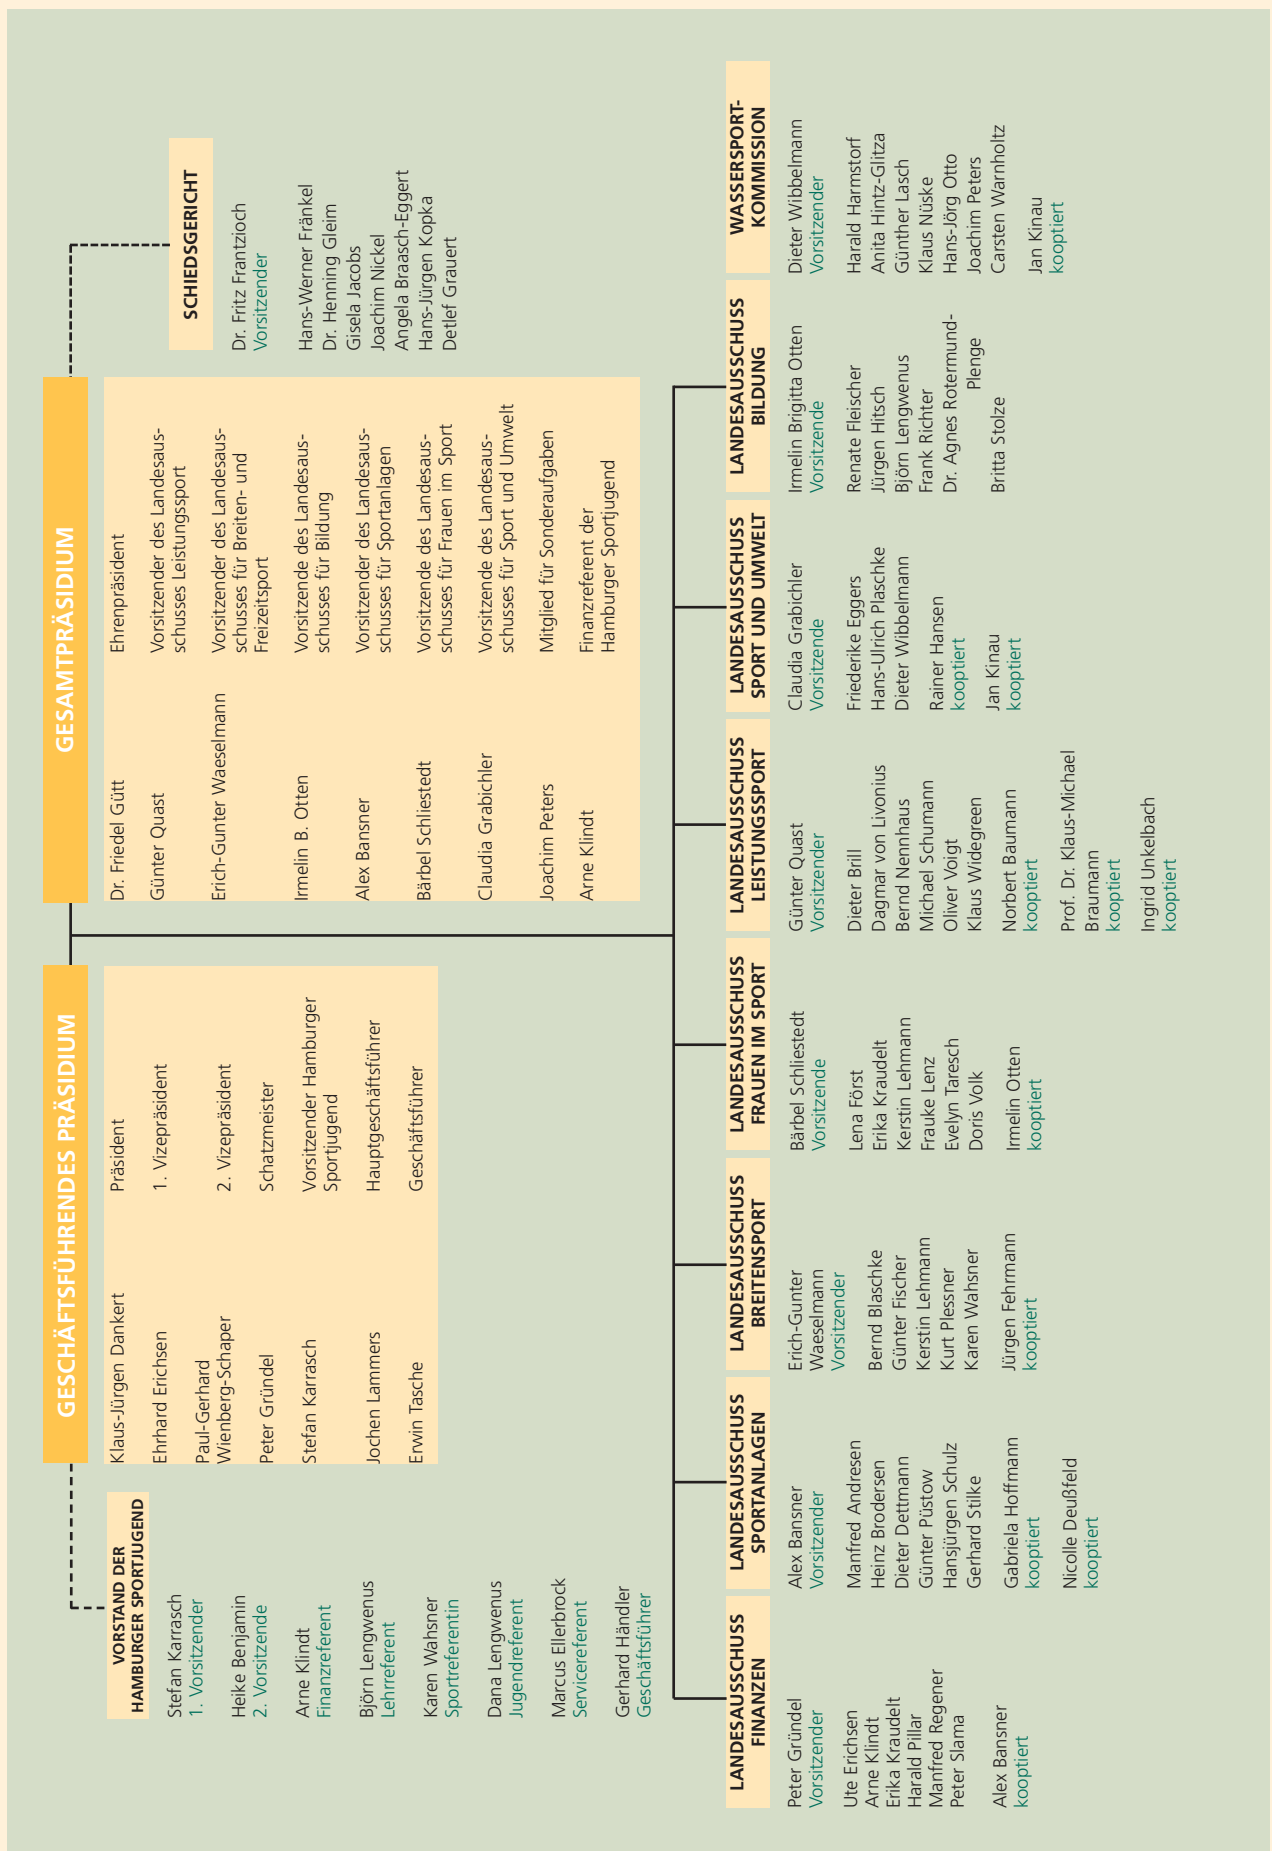 GESCHÄFTSFÜHRENDES PRÄSIDIUM
Klaus-Jürgen Dankert Präsident
Ehrhard Erichsen 1. Vizepräsident
Paul-Gerhard
Wienberg-Schaper 2. Vizepräsident
Peter Gründel Schatzmeister
Stefan Karrasch Vorsitzender Hamburger
Sportjugend
Jochen Lammers Hauptgeschäftsführer
Erwin Tasche Geschäftsführer
GESAMTPRÄSIDIUM
Dr. Friedel Gütt Ehrenpräsident
Günter Quast Vorsitzender des Landesaus-
schusses Leistungssport
Erich-Gunter Waeselmann Vorsitzender des Landesaus-
schusses für Breiten- und
Freizeitsport
Irmelin B. Otten Vorsitzende des Landesaus-
schusses für Bildung
Alex Bansner Vorsitzender des Landesaus-
schusses für Sportanlagen
Bärbel Schliestedt Vorsitzende des Landesaus-
schusses für Frauen im Sport
Claudia Grabichler Vorsitzende des Landesaus-
schusses für Sport und Umwelt
Joachim Peters Mitglied für Sonderaufgaben
Arne Klindt Finanzreferent der
Hamburger Sportjugend
VORSTAND DER
HAMBURGER SPORTJUGEND
Stefan Karrasch
1. Vorsitzender
Heike Benjamin
2. Vorsitzende
Arne Klindt
Finanzreferent
Björn Lengwenus
Lehrreferent
Karen Wahsner
Sportreferentin
Dana Lengwenus
Jugendreferent
Marcus Ellerbrock
Servicereferent
Gerhard Händler
Geschäftsführer
SCHIEDSGERICHT
Dr. Fritz Frantzioch
Vorsitzender
Hans-Werner Fränkel
Dr. Henning Gleim
Gisela Jacobs
Joachim Nickel
Angela Braasch-Eggert
Hans-Jürgen Kopka
Detlef Grauert
LANDESAUSSCHUSS
FINANZEN
Peter Gründel
Vorsitzender
Ute Erichsen
Arne Klindt
Erika Kraudelt
Harald Pillar
Manfred Regener
Peter Slama
Alex Bansner
kooptiert
LANDESAUSSCHUSS
SPORTANLAGEN
Alex Bansner
Vorsitzender
Manfred Andresen
Heinz Brodersen
Dieter Dettmann
Günter Püstow
Hansjürgen Schulz
Gerhard Stilke
Gabriela Hoffmann
kooptiert
Nicolle Deußfeld
kooptiert
LANDESAUSSCHUSS
BREITENSPORT
Erich-Gunter
Waeselmann
Vorsitzender
Bernd Blaschke
Günter Fischer
Kerstin Lehmann
Kurt Plessner
Karen Wahsner
Jürgen Fehrmann
kooptiert
LANDESAUSSCHUSS
FRAUEN IM SPORT
Bärbel Schliestedt
Vorsitzende
Lena Först
Erika Kraudelt
Kerstin Lehmann
Frauke Lenz
Evelyn Taresch
Doris Volk
Irmelin Otten
kooptiert
LANDESAUSSCHUSS
LEISTUNGSSPORT
Günter Quast
Vorsitzender
Dieter Brill
Dagmar von Livonius
Bernd Nennhaus
Michael Schumann
Oliver Voigt
Klaus Widegreen
Norbert Baumann
kooptiert
Prof. Dr. Klaus-Michael
Braumann
kooptiert
Ingrid Unkelbach
kooptiert
LANDESAUSSCHUSS
SPORT UND UMWELT
Claudia Grabichler
Vorsitzende
Friederike Eggers
Hans-Ulrich Plaschke
Dieter Wibbelmann
Rainer Hansen
kooptiert
Jan Kinau
kooptiert
LANDESAUSSCHUSS
BILDUNG
Irmelin Brigitta Otten
Vorsitzende
Renate Fleischer
Jürgen Hitsch
Björn Lengwenus
Frank Richter
Dr. Agnes Rotermund-
Plenge
Britta Stolze
WASSERSPORT-
KOMMISSION
Dieter Wibbelmann
Vorsitzender
Harald Harmstorf
Anita Hintz-Glitza
Günther Lasch
Klaus Nüske
Hans-Jörg Otto
Joachim Peters
Carsten Warnholtz
Jan Kinau
kooptiert